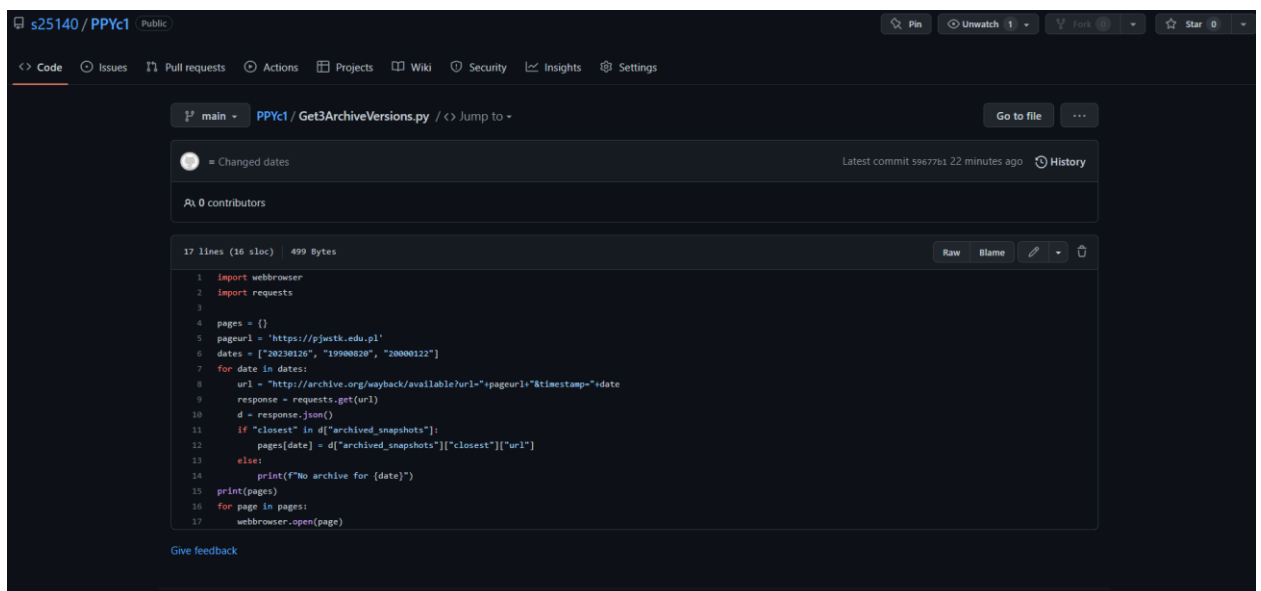 s25140 / PPYc1 Public Pin Unwatch 1 Fork 0 Star 0
<> Code Issues Pull requests Actions Projects Wiki Security Insights Settings
main PPYc1 / Get3ArchiveVersions.py / <> Jump to Go to file ...
= Changed dates Latest commit 59677b1 22 minutes ago History
0 contributors
17 lines (16 sloc) 499 Bytes Raw Blame
1 import webbrowser
2 import requests
3
4 pages = {}
5 pageurl = 'https://pjwstk.edu.pl'
6 dates = ["20230126", "19900820", "20000122"]
7 for date in dates:
8     url = "http://archive.org/wayback/available?url="+pageurl+"&timestamp="+date
9     response = requests.get(url)
10     d = response.json()
11     if "closest" in d["archived_snapshots"]:
12         pages[date] = d["archived_snapshots"]["closest"]["url"]
13     else:
14         print(f"No archive for {date}")
15 print(pages)
16 for page in pages:
17     webbrowser.open(page)
Give feedback